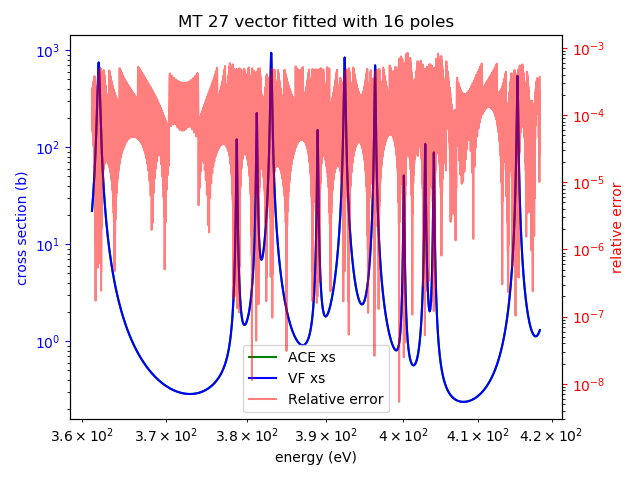 MT 27 vector fitted with 16 poles
10³
10²
10¹
10⁰
cross section (b)
10⁻³
10⁻⁴
10⁻⁵
10⁻⁶
10⁻⁷
10⁻⁸
relative error
ACE xs
VF xs
Relative error
3.6 × 10² 3.7 × 10² 3.8 × 10² 3.9 × 10² 4 × 10² 4.1 × 10² 4.2 × 10²
energy (eV)